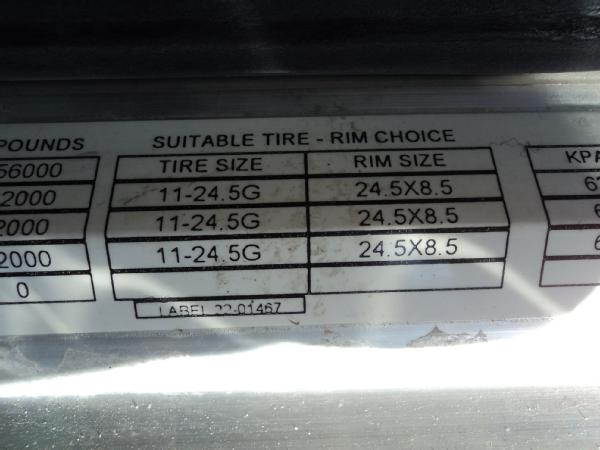 POUNDS SUITABLE TIRE - RIM CHOICE
56000 TIRE SIZE RIM SIZE KPA
2000 11-24.5G 24.5X8.5
2000 11-24.5G 24.5X8.5
2000 11-24.5G 24.5X8.5
0
LABEL 22-01467